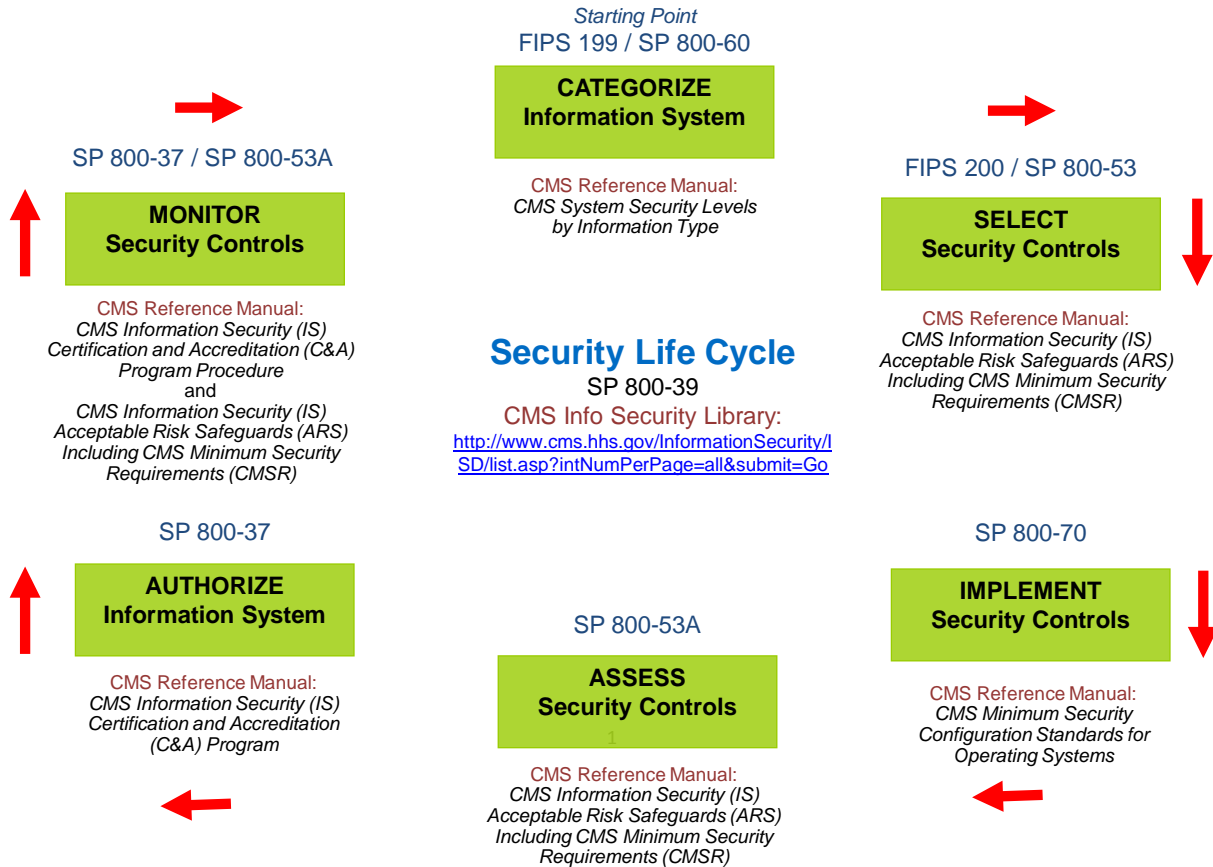 Starting Point
FIPS 199 / SP 800-60
CATEGORIZE
Information System
CMS Reference Manual:
CMS System Security Levels
by Information Type
FIPS 200 / SP 800-53
SELECT
Security Controls
CMS Reference Manual:
CMS Information Security (IS)
Acceptable Risk Safeguards (ARS)
Including CMS Minimum Security
Requirements (CMSR)
SP 800-70
IMPLEMENT
Security Controls
CMS Reference Manual:
CMS Minimum Security
Configuration Standards for
Operating Systems
SP 800-53A
ASSESS
Security Controls
1
CMS Reference Manual:
CMS Information Security (IS)
Acceptable Risk Safeguards (ARS)
Including CMS Minimum Security
Requirements (CMSR)
SP 800-37
AUTHORIZE
Information System
CMS Reference Manual:
CMS Information Security (IS)
Certification and Accreditation
(C&A) Program
SP 800-37 / SP 800-53A
MONITOR
Security Controls
CMS Reference Manual:
CMS Information Security (IS)
Certification and Accreditation (C&A)
Program Procedure
and
CMS Information Security (IS)
Acceptable Risk Safeguards (ARS)
Including CMS Minimum Security
Requirements (CMSR)
Security Life Cycle
SP 800-39
CMS Info Security Library:
http://www.cms.hhs.gov/InformationSecurity/I
SD/list.asp?intNumPerPage=all&submit=Go